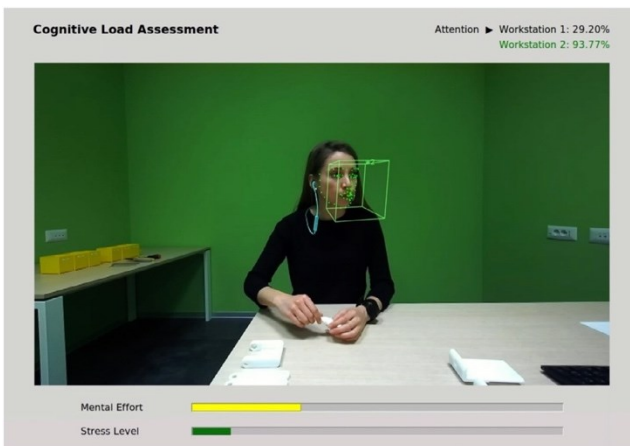 Cognitive Load Assessment
Attention ▶ Workstation 1: 29.20%
Workstation 2: 93.77%
Mental Effort
Stress Level